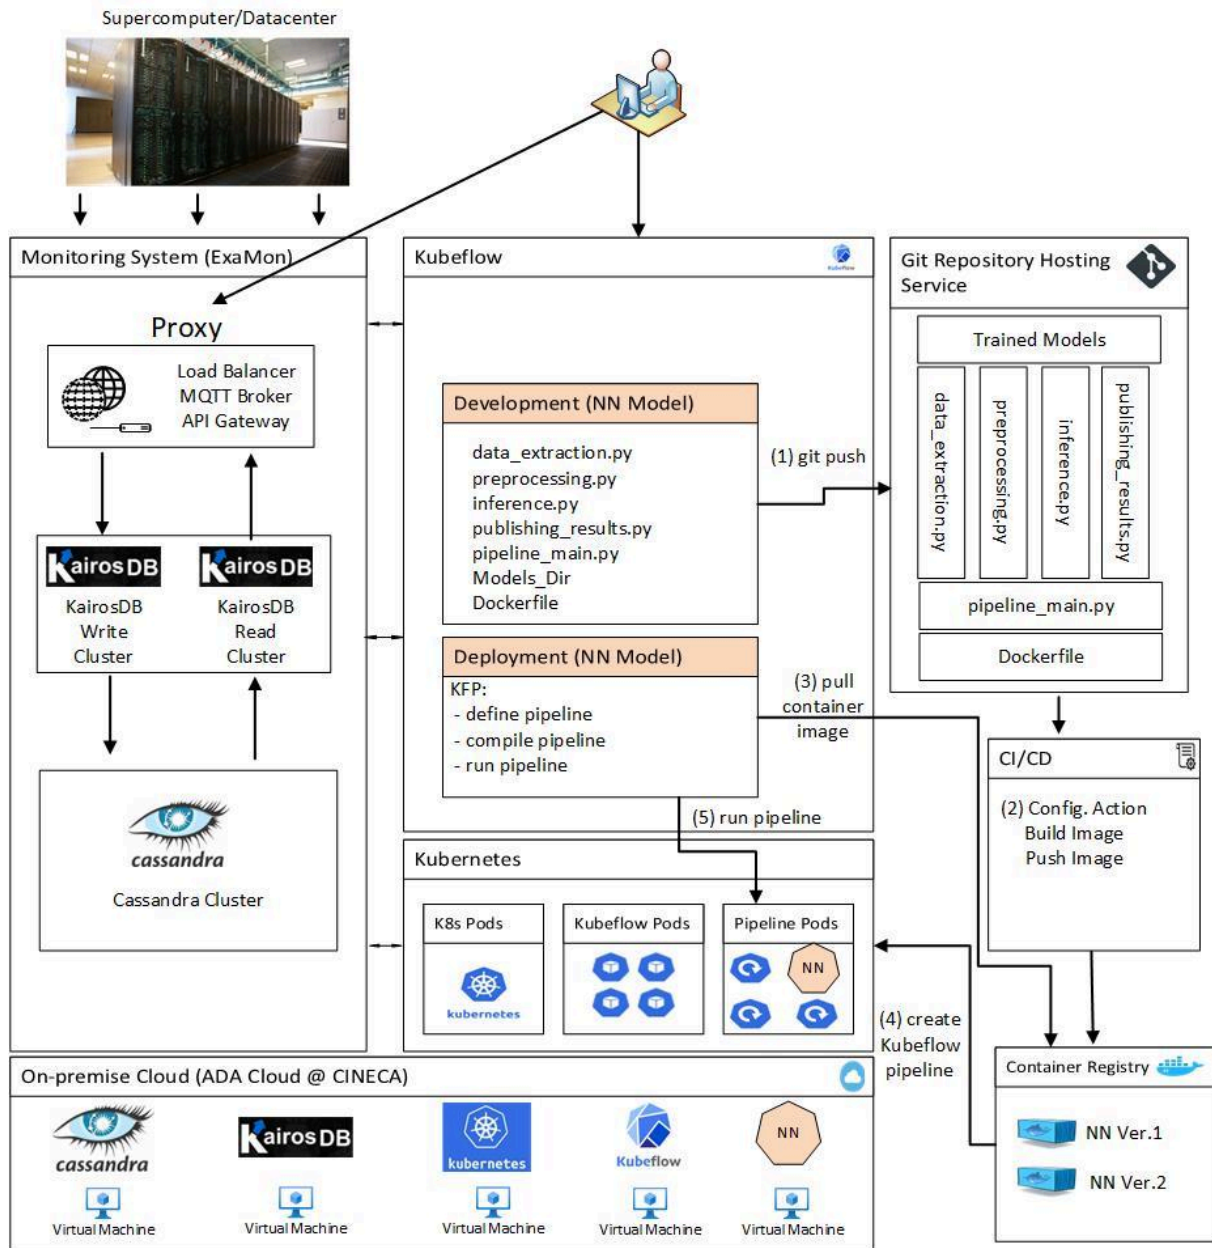 Supercomputer/Datacenter
Monitoring System (ExaMon)
Proxy
Load Balancer
MQTT Broker
API Gateway
KairosDB
KairosDB
KairosDB
Write
Cluster
KairosDB
Read
Cluster
cassandra
Cassandra Cluster
Kubeflow
Kubeflow
Development (NN Model)
data_extraction.py
preprocessing.py
inference.py
publishing_results.py
pipeline_main.py
Models_Dir
Dockerfile
Deployment (NN Model)
KFP:
- define pipeline
- compile pipeline
- run pipeline
(1) git push
(3) pull
container
image
(5) run pipeline
Git Repository Hosting
Service
Trained Models
data_extraction.py
preprocessing.py
inference.py
publishing_results.py
pipeline_main.py
Dockerfile
CI/CD
(2) Config. Action
Build Image
Push Image
Kubernetes
K8s Pods
kubernetes
Kubeflow Pods
Pipeline Pods
NN
(4) create
Kubeflow
pipeline
Container Registry
NN Ver.1
NN Ver.2
On-premise Cloud (ADA Cloud @ CINECA)
cassandra
KairosDB
kubernetes
Kubeflow
NN
Virtual Machine
Virtual Machine
Virtual Machine
Virtual Machine
Virtual Machine